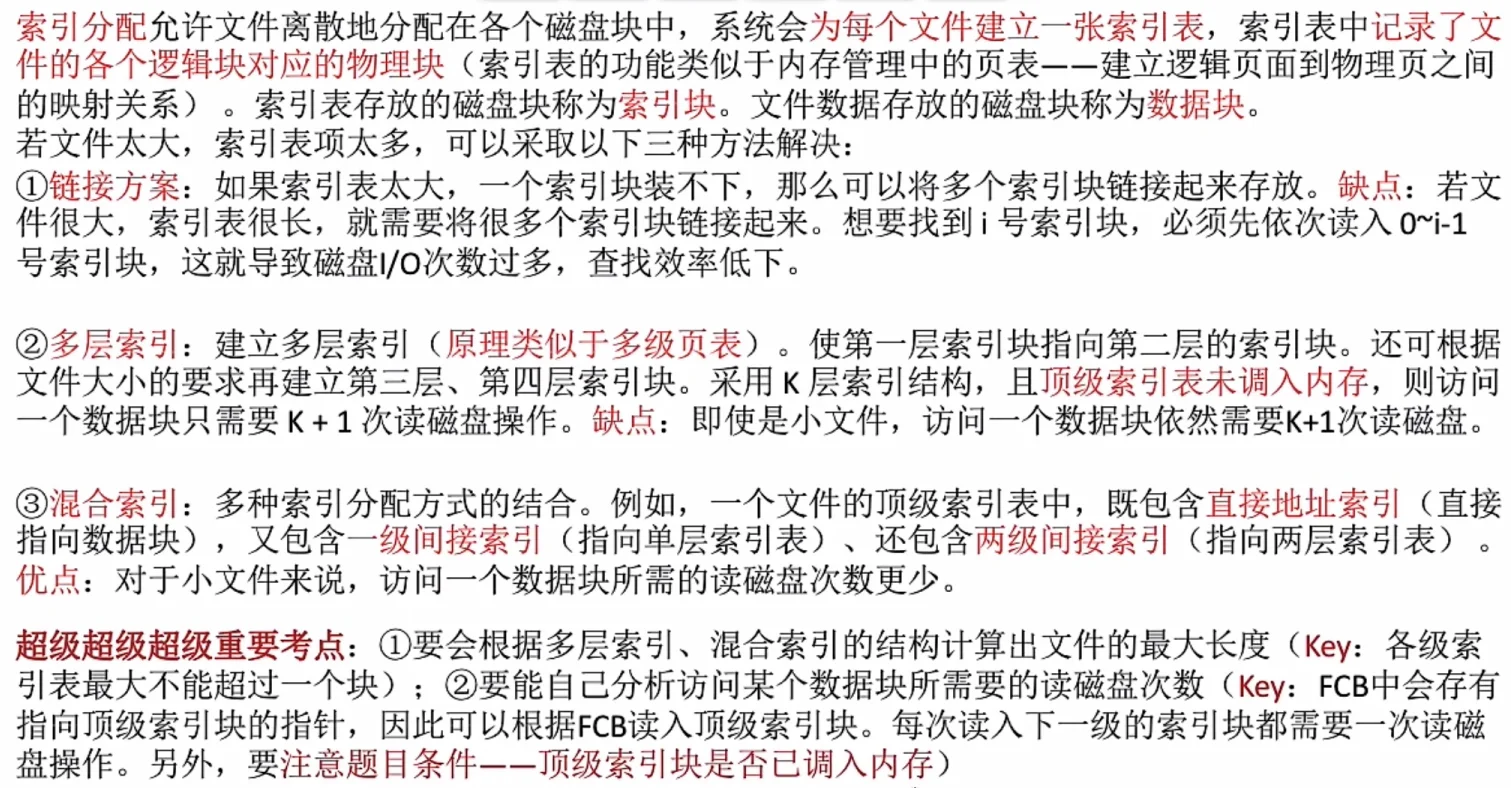 索引分配允许文件离散地分配在各个磁盘块中，系统会为每个文件建立一张索引表，索引表中记录了文
件的各个逻辑块对应的物理块（索引表的功能类似于内存管理中的页表——建立逻辑页面到物理页之间
的映射关系）。索引表存放的磁盘块称为索引块。文件数据存放的磁盘块称为数据块。
若文件太大，索引表项太多，可以采取以下三种方法解决：
①链接方案：如果索引表太大，一个索引块装不下，那么可以将多个索引块链接起来存放。缺点：若文
件很大，索引表很长，就需要将很多个索引块链接起来。想要找到 i 号索引块，必须先依次读入 0~i-1
号索引块，这就导致磁盘I/O次数过多，查找效率低下。
②多层索引：建立多层索引（原理类似于多级页表）。使第一层索引块指向第二层的索引块。还可根据
文件大小的要求再建立第三层、第四层索引块。采用 K 层索引结构，且顶级索引表未调入内存，则访问
一个数据块只需要 K + 1 次读磁盘操作。缺点：即使是小文件，访问一个数据块依然需要K+1次读磁盘。
③混合索引：多种索引分配方式的结合。例如，一个文件的顶级索引表中，既包含直接地址索引（直接
指向数据块），又包含一级间接索引（指向单层索引表）、还包含两级间接索引（指向两层索引表）。
优点：对于小文件来说，访问一个数据块所需的读磁盘次数更少。
超级超级超级重要考点：①要会根据多层索引、混合索引的结构计算出文件的最大长度（Key：各级索
引表最大不能超过一个块）；②要能自己分析访问某个数据块所需要的读磁盘次数（Key：FCB中会存有
指向顶级索引块的指针，因此可以根据FCB读入顶级索引块。每次读入下一级的索引块都需要一次读磁
盘操作。另外，要注意题目条件——顶级索引块是否已调入内存）